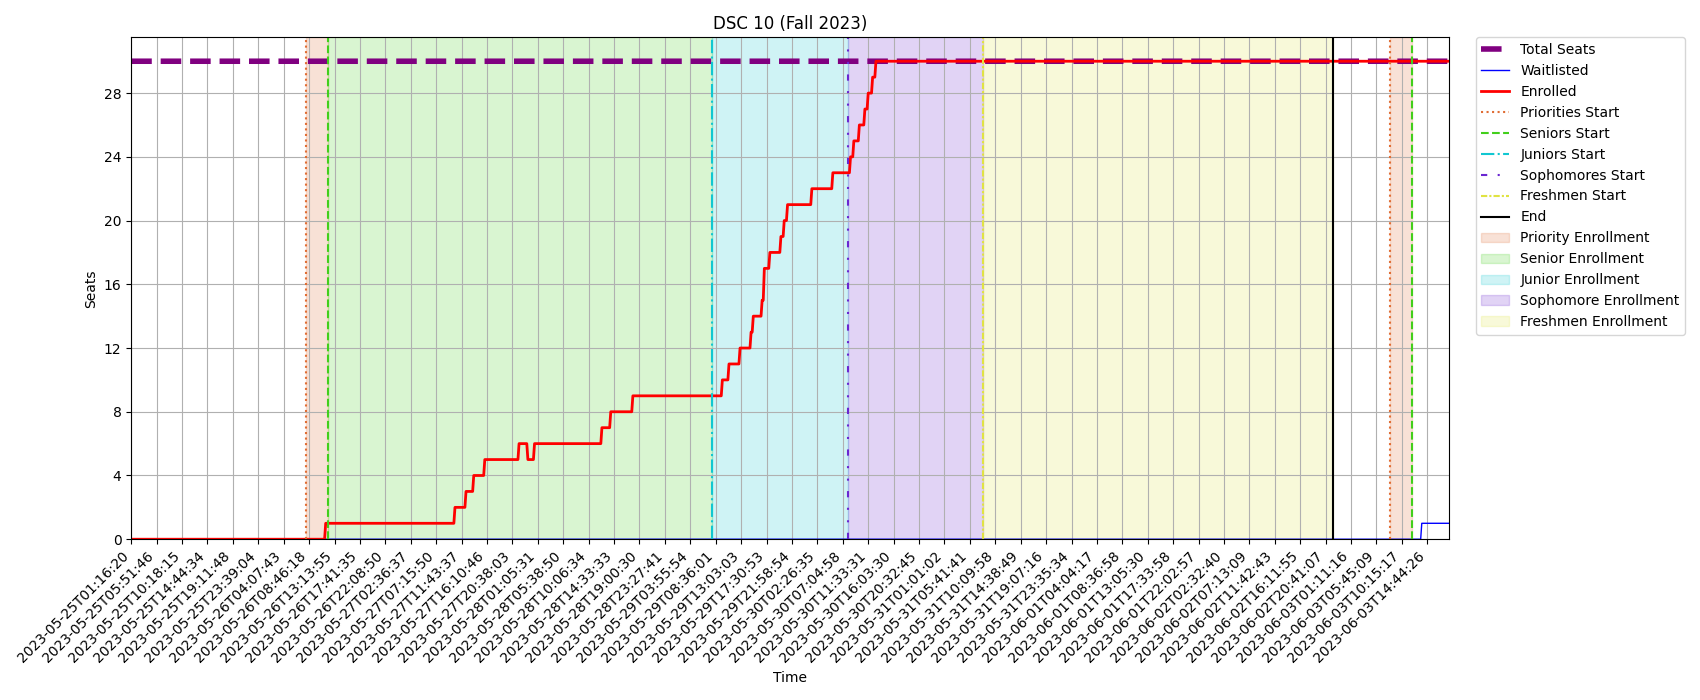 DSC 10 (Fall 2023)
Total Seats
Waitlisted
Enrolled
Priorities Start
Seniors Start
Juniors Start
Sophomores Start
Freshmen Start
End
Priority Enrollment
Senior Enrollment
Junior Enrollment
Sophomore Enrollment
Freshmen Enrollment
Seats
28
24
20
16
12
8
4
0
2023-05-25T01:16:20
2023-05-25T05:51:46
2023-05-25T10:18:15
2023-05-25T14:44:34
2023-05-25T19:11:48
2023-05-25T23:39:04
2023-05-26T04:07:43
2023-05-26T08:46:18
2023-05-26T13:13:55
2023-05-26T17:41:35
2023-05-26T22:08:50
2023-05-27T02:36:37
2023-05-27T07:15:50
2023-05-27T11:43:37
2023-05-27T16:10:46
2023-05-27T20:38:03
2023-05-28T01:05:31
2023-05-28T05:38:50
2023-05-28T10:06:34
2023-05-28T14:33:33
2023-05-28T19:00:30
2023-05-28T23:27:41
2023-05-29T03:55:54
2023-05-29T08:36:01
2023-05-29T13:03:03
2023-05-29T17:30:53
2023-05-29T21:58:54
2023-05-30T02:26:35
2023-05-30T07:04:58
2023-05-30T11:33:31
2023-05-30T16:03:30
2023-05-30T20:32:45
2023-05-31T01:01:02
2023-05-31T05:41:41
2023-05-31T10:09:58
2023-05-31T14:38:49
2023-05-31T19:07:16
2023-05-31T23:35:34
2023-06-01T04:04:17
2023-06-01T08:36:58
2023-06-01T13:05:30
2023-06-01T17:33:58
2023-06-01T22:02:57
2023-06-02T02:32:40
2023-06-02T07:13:09
2023-06-02T11:42:43
2023-06-02T16:11:55
2023-06-02T20:41:07
2023-06-03T01:11:16
2023-06-03T05:45:09
2023-06-03T10:15:17
2023-06-03T14:44:26
Time